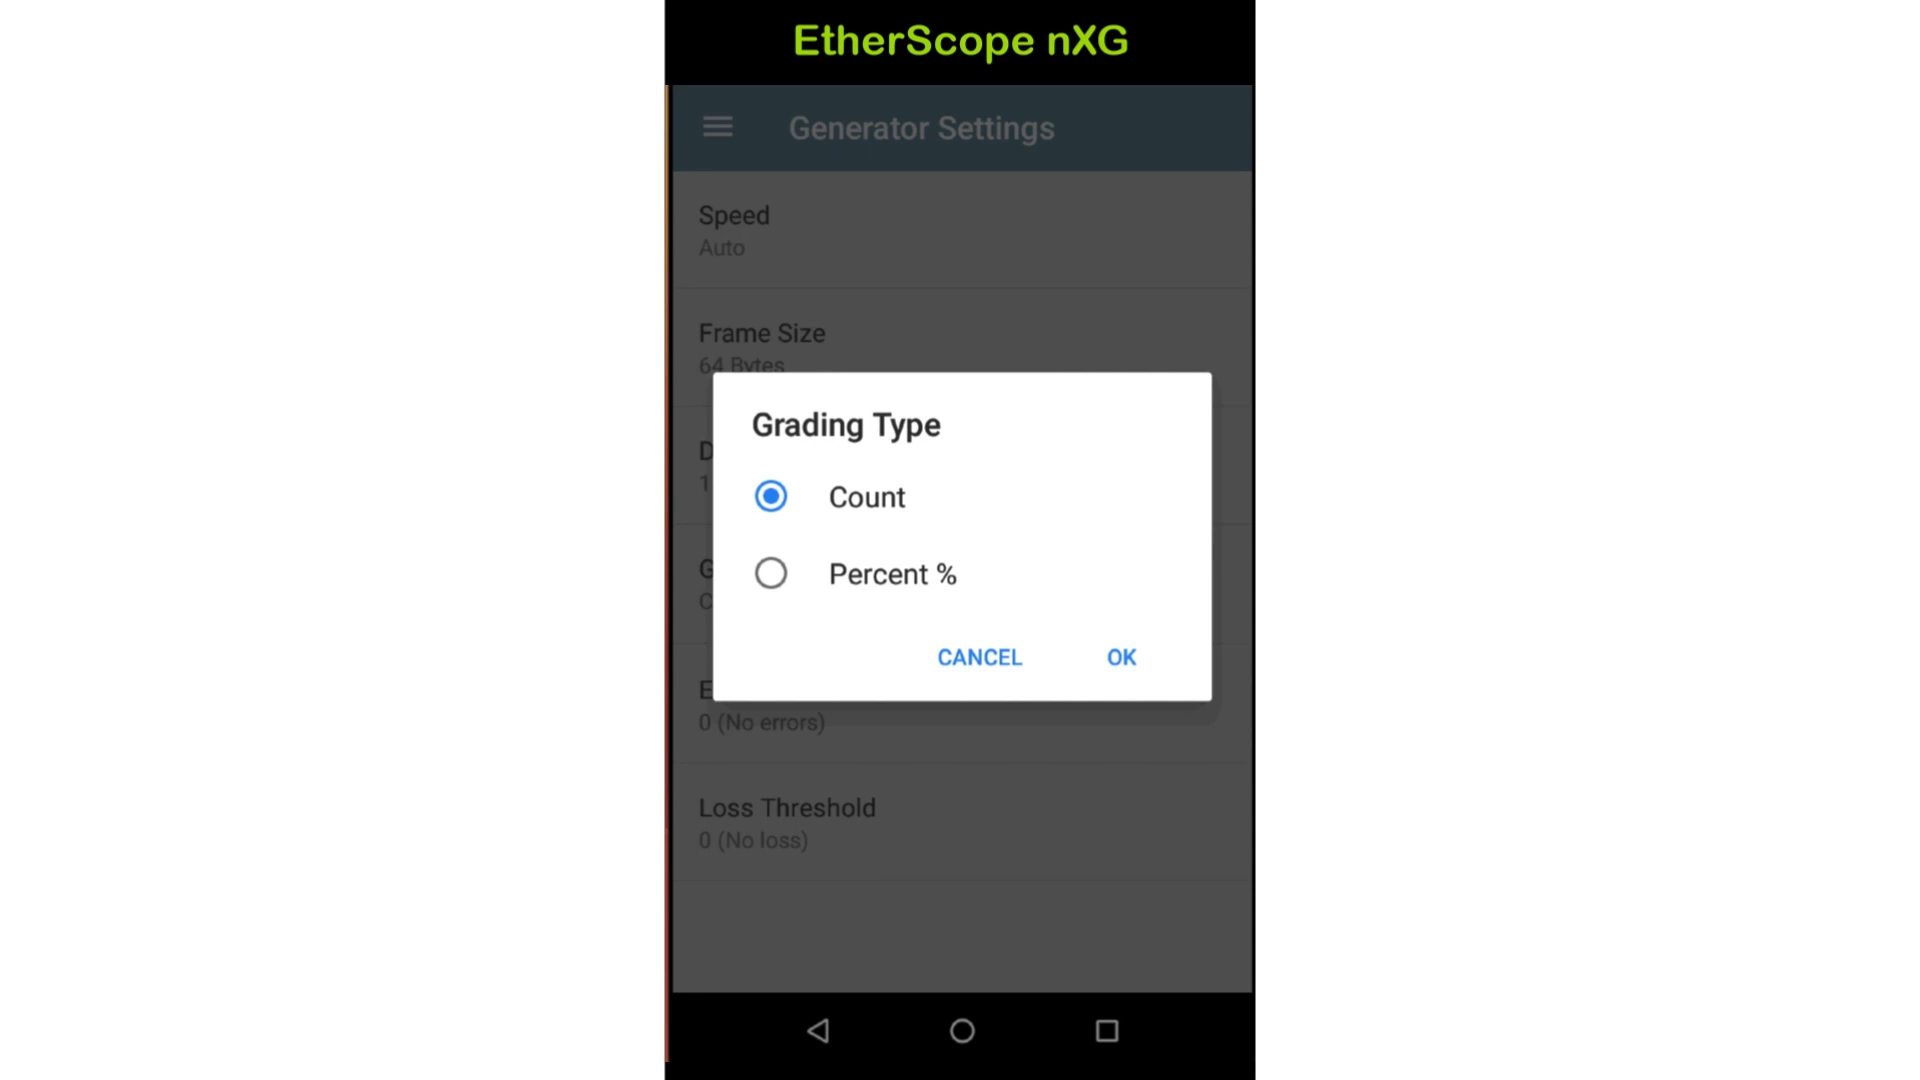 EtherScope nXG
Generator Settings
Speed
Auto
Frame Size
64 Bytes
Grading Type
Count
Percent %
CANCEL
OK
0 (No errors)
Loss Threshold
0 (No loss)